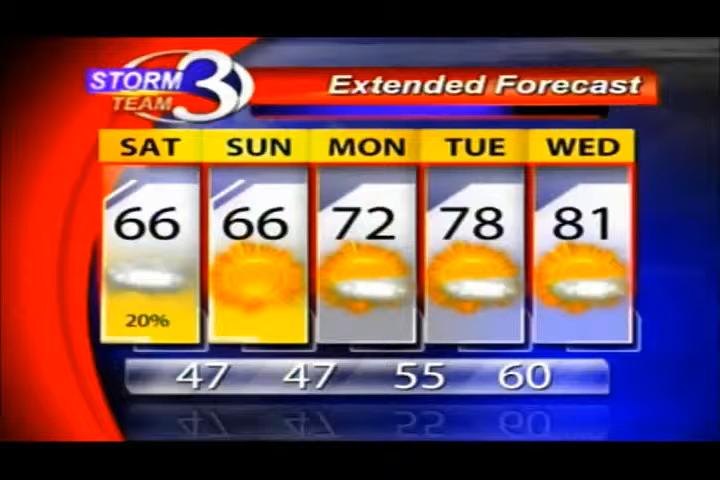 STORM 3
TEAM
Extended Forecast
SAT SUN MON TUE WED
66 66 72 78 81
20%
47 47 55 60